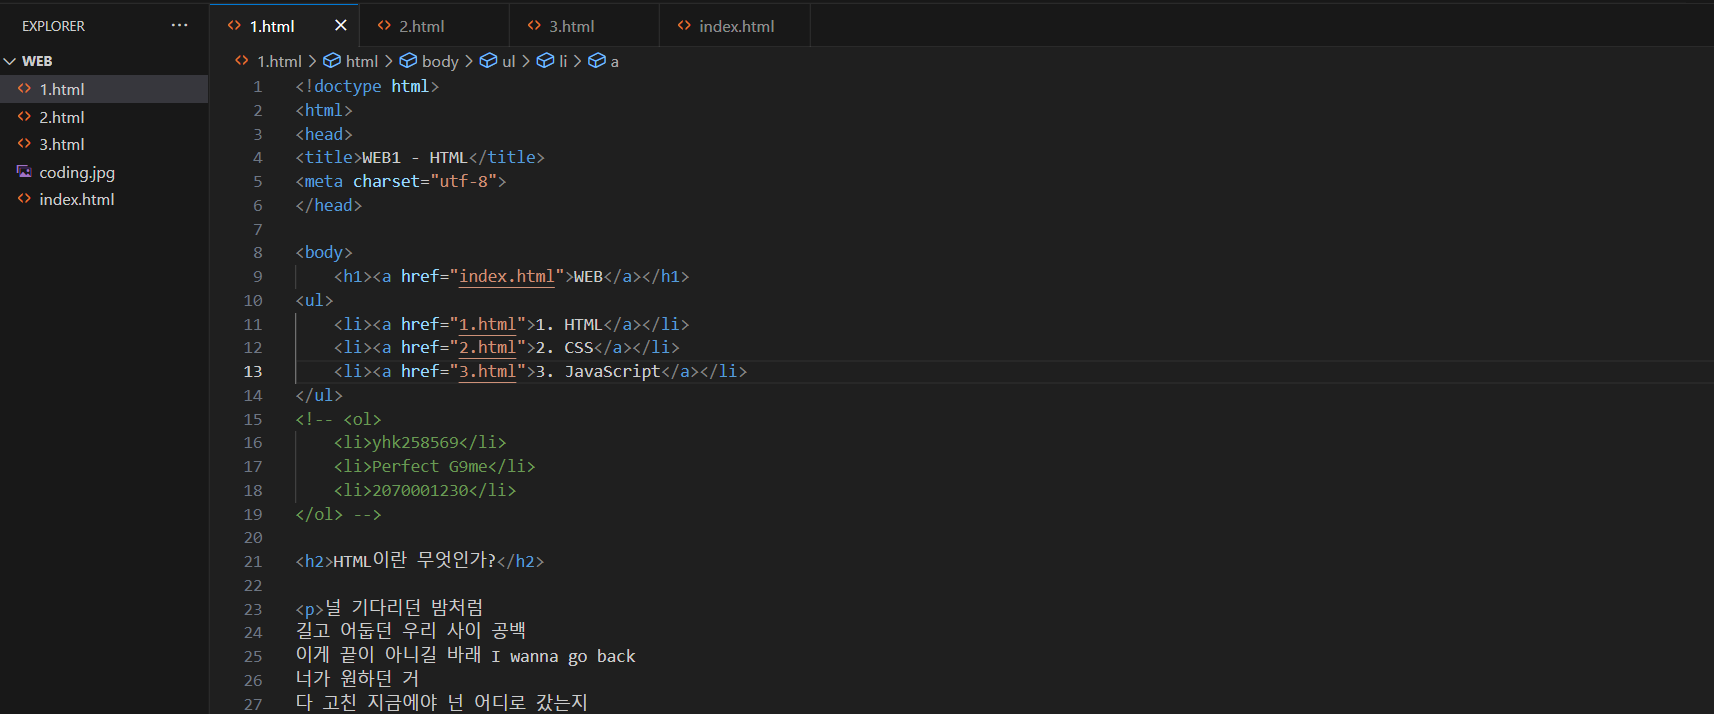 EXPLORER ···
WEB
1.html
2.html
3.html
coding.jpg
index.html
1.html
2.html
3.html
index.html
1.html > html > body > ul > li > a
1 <!doctype html>
2 <html>
3 <head>
4 <title>WEB1 - HTML</title>
5 <meta charset="utf-8">
6 </head>
7
8 <body>
9     <h1><a href="index.html">WEB</a></h1>
10 <ul>
11     <li><a href="1.html">1. HTML</a></li>
12     <li><a href="2.html">2. CSS</a></li>
13     <li><a href="3.html">3. JavaScript</a></li>
14 </ul>
15 <!-- <ol>
16     <li>yhk258569</li>
17     <li>Perfect G9me</li>
18     <li>2070001230</li>
19 </ol> -->
20
21 <h2>HTML이란 무엇인가?</h2>
22
23 <p>널 기다리던 밤처럼
24 길고 어둡던 우리 사이 공백
25 이게 끝이 아니길 바래 I wanna go back
26 너가 원하던 거
27 다 고친 지금에야 넌 어디로 갔는지